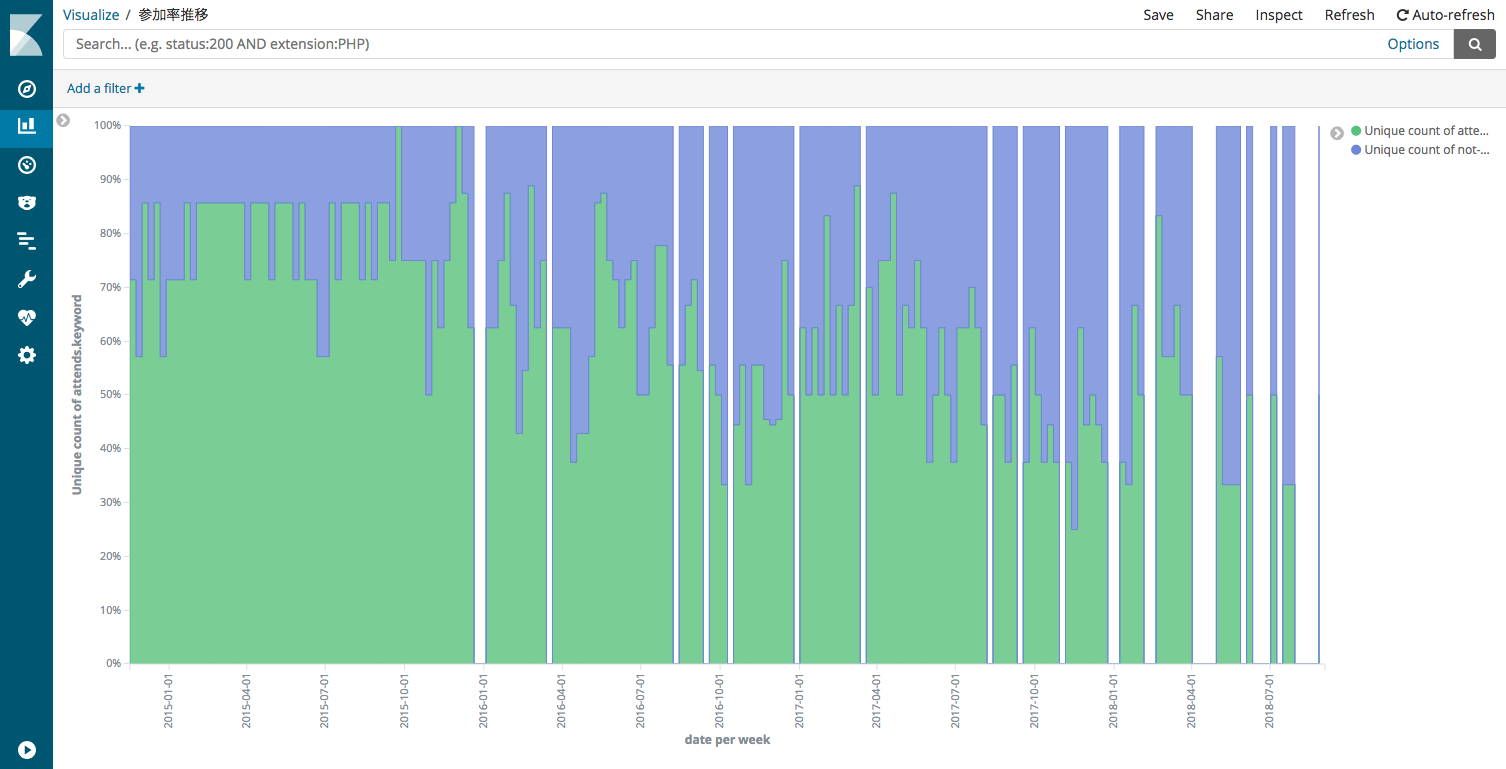 Visualize / 参加率推移
Save Share Inspect Refresh Auto-refresh
Search... (e.g. status:200 AND extension:PHP)
Options
Add a filter
100%
90%
80%
70%
60%
50%
40%
30%
20%
10%
0%
Unique count of attends.keyword
2015-01-01
2015-04-01
2015-07-01
2015-10-01
2016-01-01
2016-04-01
2016-07-01
2016-10-01
2017-01-01
2017-04-01
2017-07-01
2017-10-01
2018-01-01
2018-04-01
2018-07-01
date per week
Unique count of atte...
Unique count of not-...